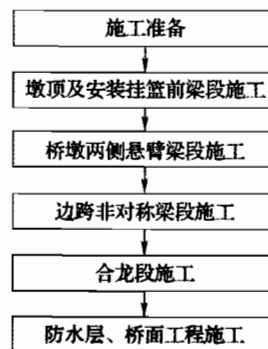 施工准备
墩顶及安装挂篮前梁段施工
桥墩两侧悬臂梁段施工
边跨非对称梁段施工
合龙段施工
防水层、桥面工程施工